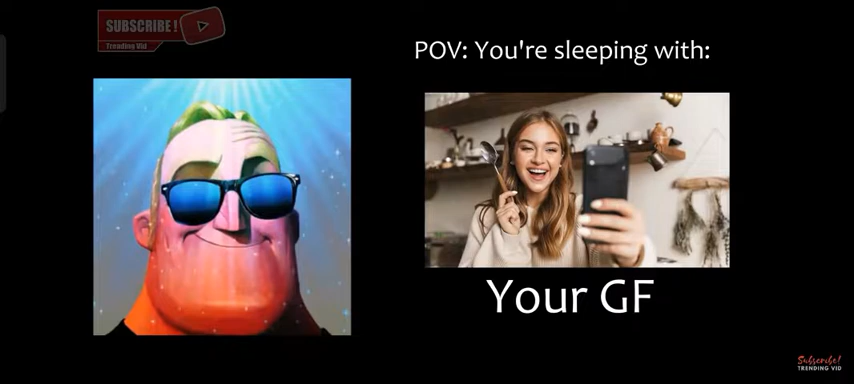 SUBSCRIBE!
Trending Vid
POV: You're sleeping with:
Your GF
Subscribe!
TRENDING VID